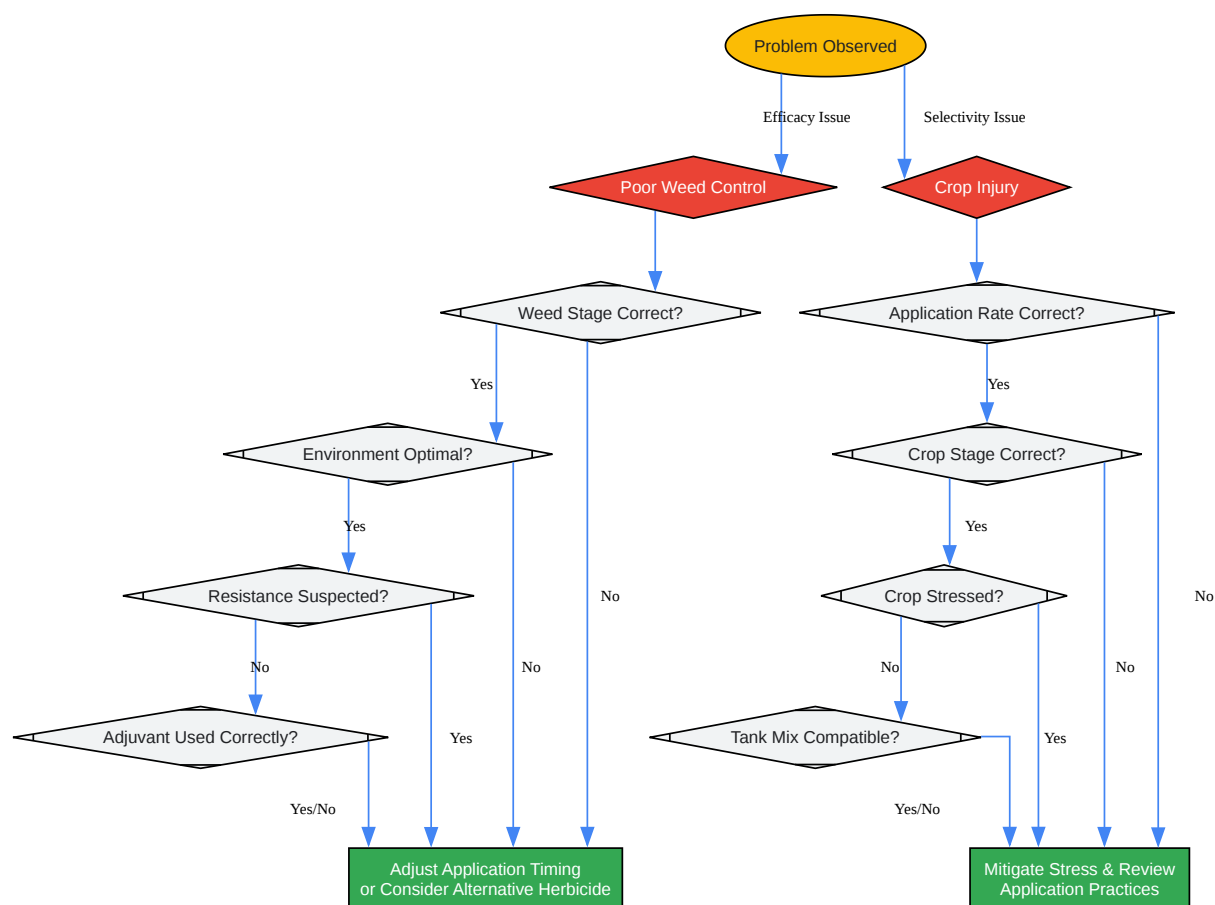 Problem Observed
Efficacy Issue
Selectivity Issue
Poor Weed Control
Crop Injury
Weed Stage Correct?
Application Rate Correct?
Yes
Yes
Environment Optimal?
Crop Stage Correct?
Yes
Yes
Resistance Suspected?
No
Crop Stressed?
No
No
No
No
No
Adjuvant Used Correctly?
Yes
Tank Mix Compatible?
Yes
Yes/No
Yes/No
Adjust Application Timing
or Consider Alternative Herbicide
Mitigate Stress & Review
Application Practices